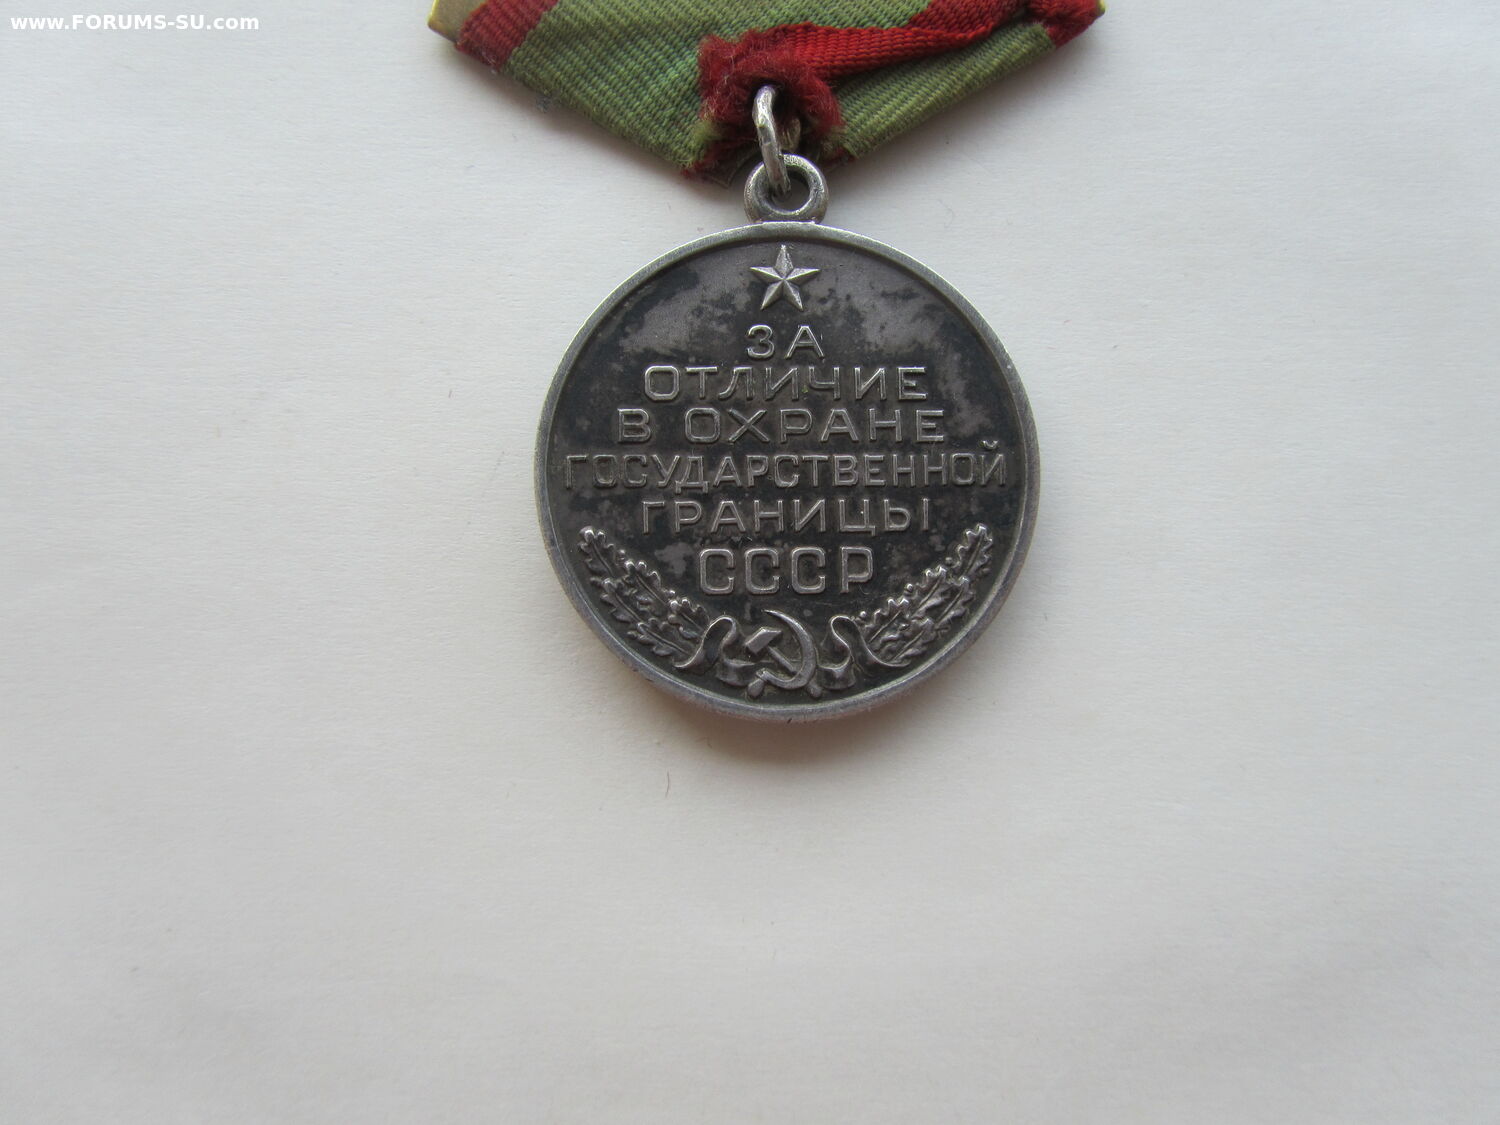 www.FORUMS-SU.com
ЗА
ОТЛИЧИЕ
В ОХРАНЕ
ГОСУДАРСТВЕННОЙ
ГРАНИЦЫ
СССР